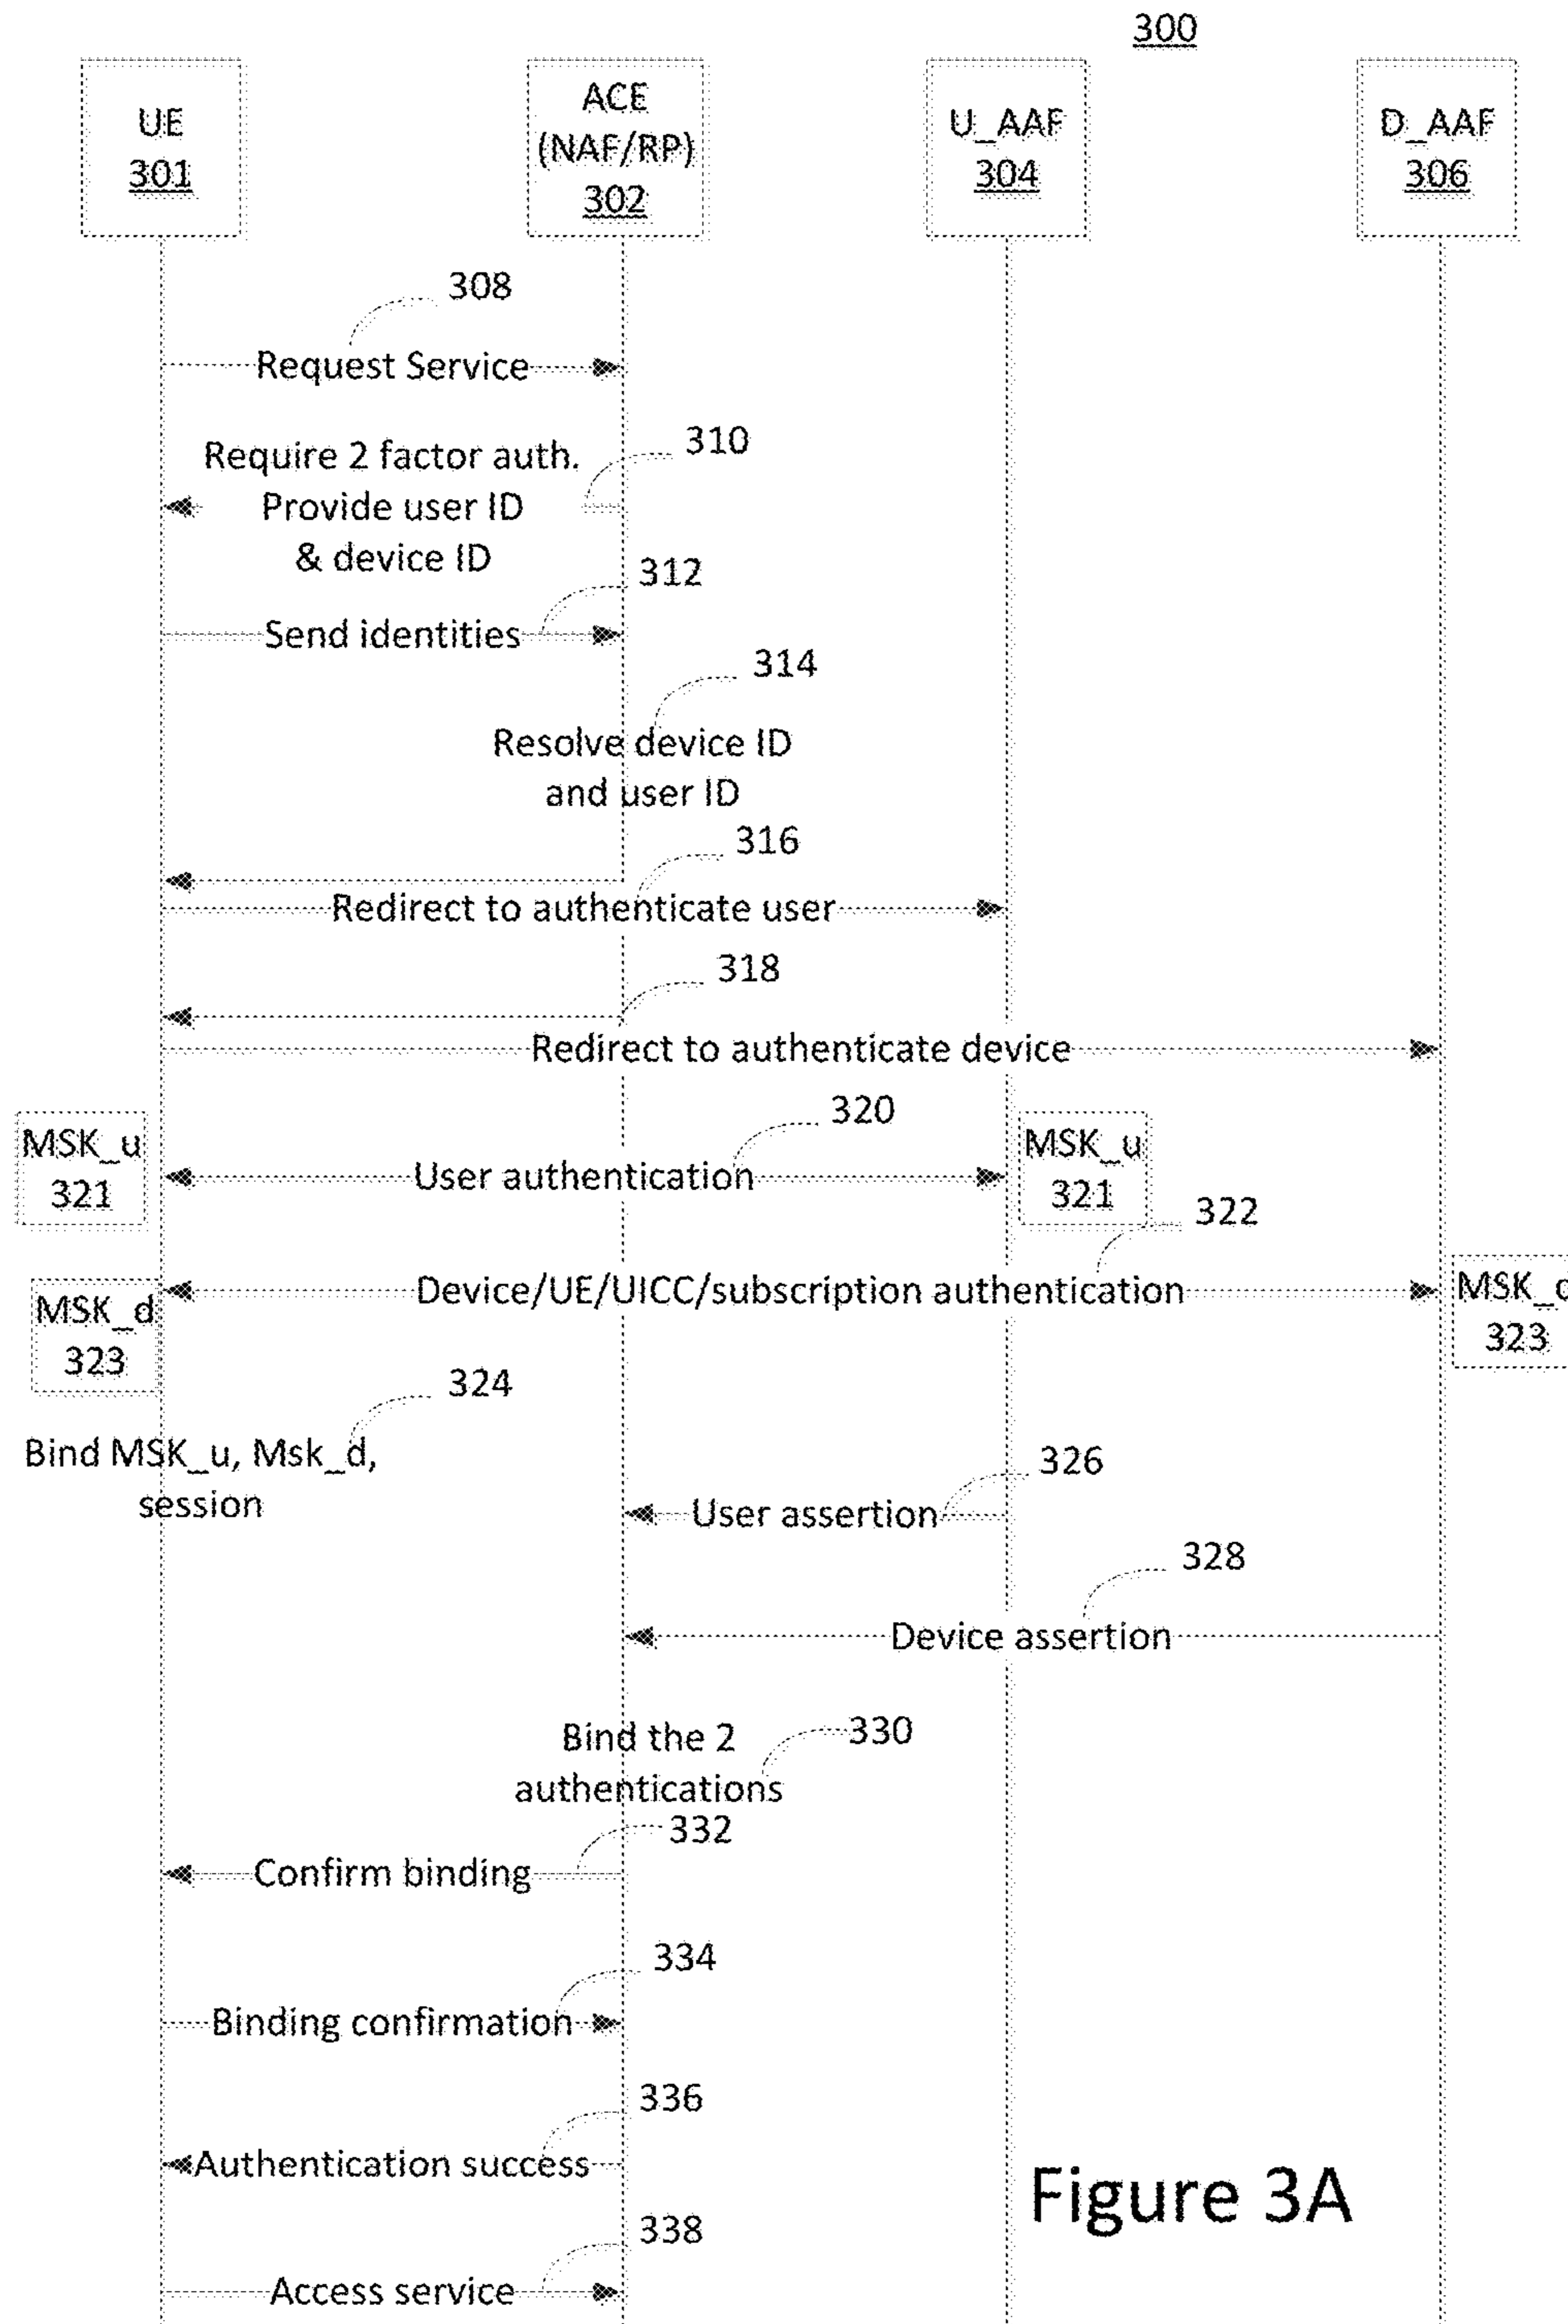 300
UE
301
ACE
(NAF/RP)
302
U_AAF
304
D_AAF
306
308
Request Service
310
Require 2 factor auth.
Provide user ID
& device ID
312
Send identities
314
Resolve device ID
and user ID
316
Redirect to authenticate user
318
Redirect to authenticate device
320
MSK_u
321
User authentication
MSK_u
321
322
Device/UE/UICC/subscription authentication
MSK_d
323
MSK_d
323
324
Bind MSK_u, Msk_d,
session
326
User assertion
328
Device assertion
330
Bind the 2
authentications
332
Confirm binding
334
Binding confirmation
336
Authentication success
Figure 3A
338
Access service